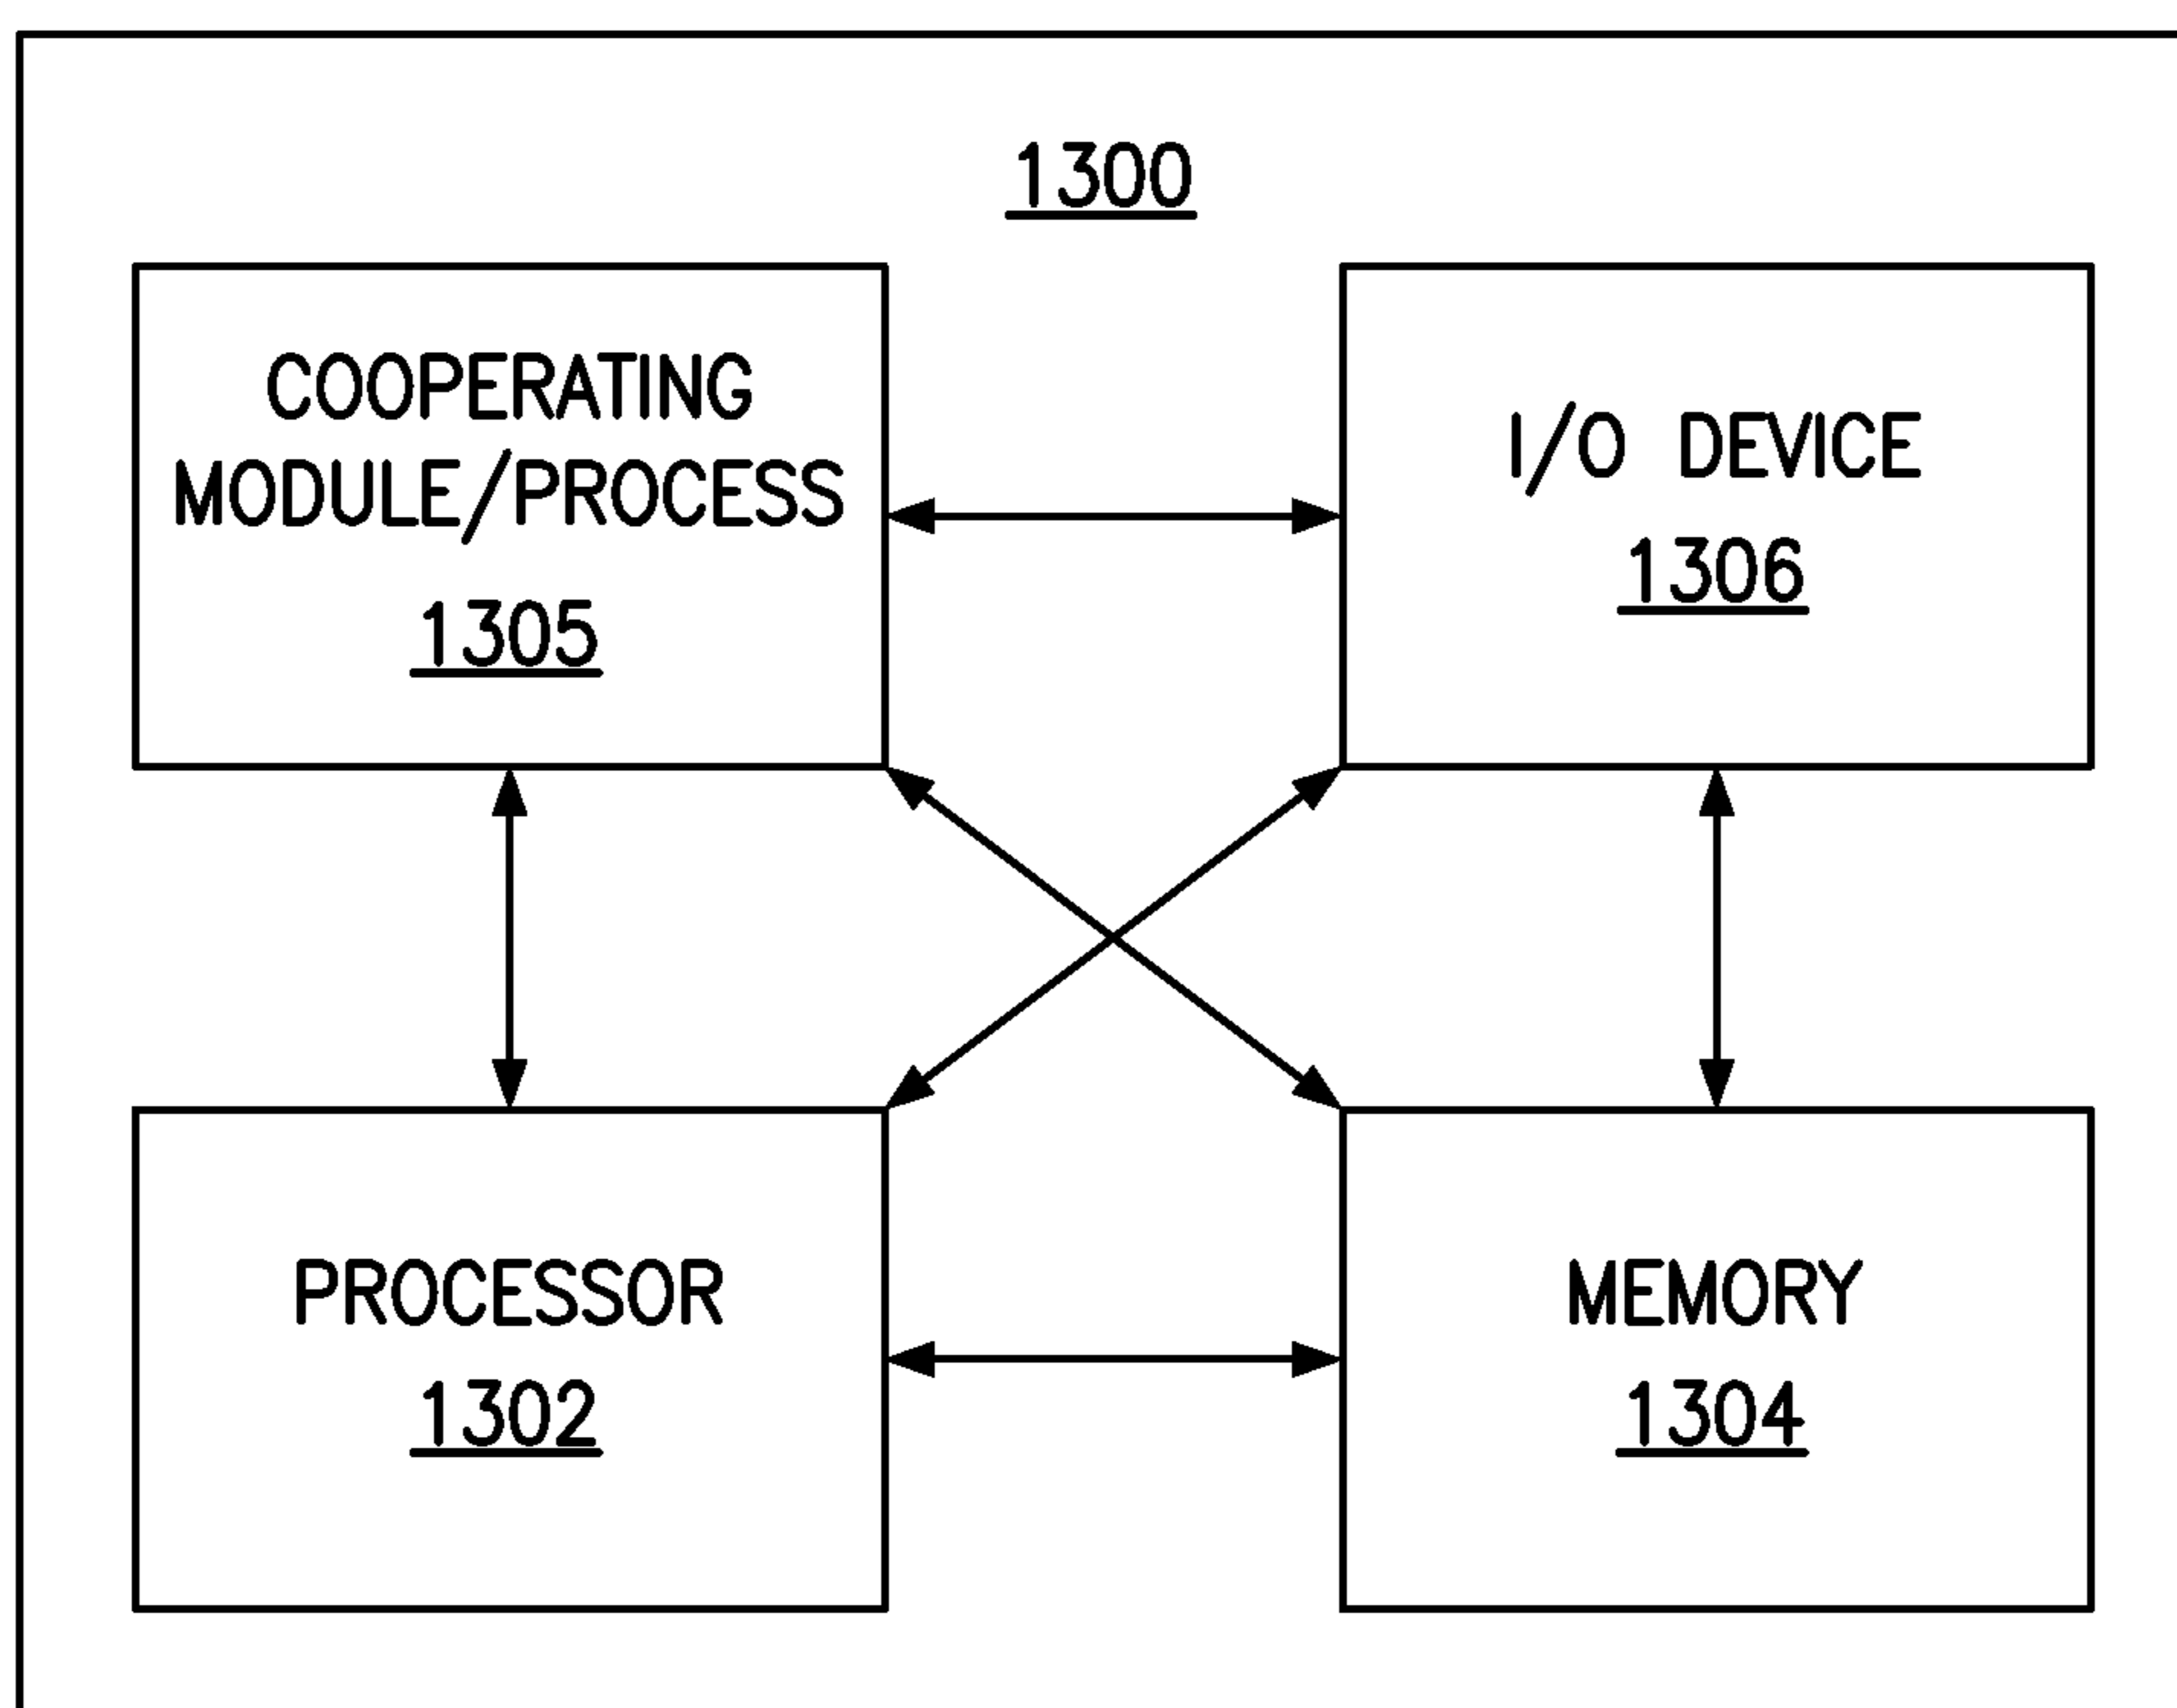 1300
COOPERATING
MODULE/PROCESS
1305
I/O DEVICE
1306
PROCESSOR
1302
MEMORY
1304